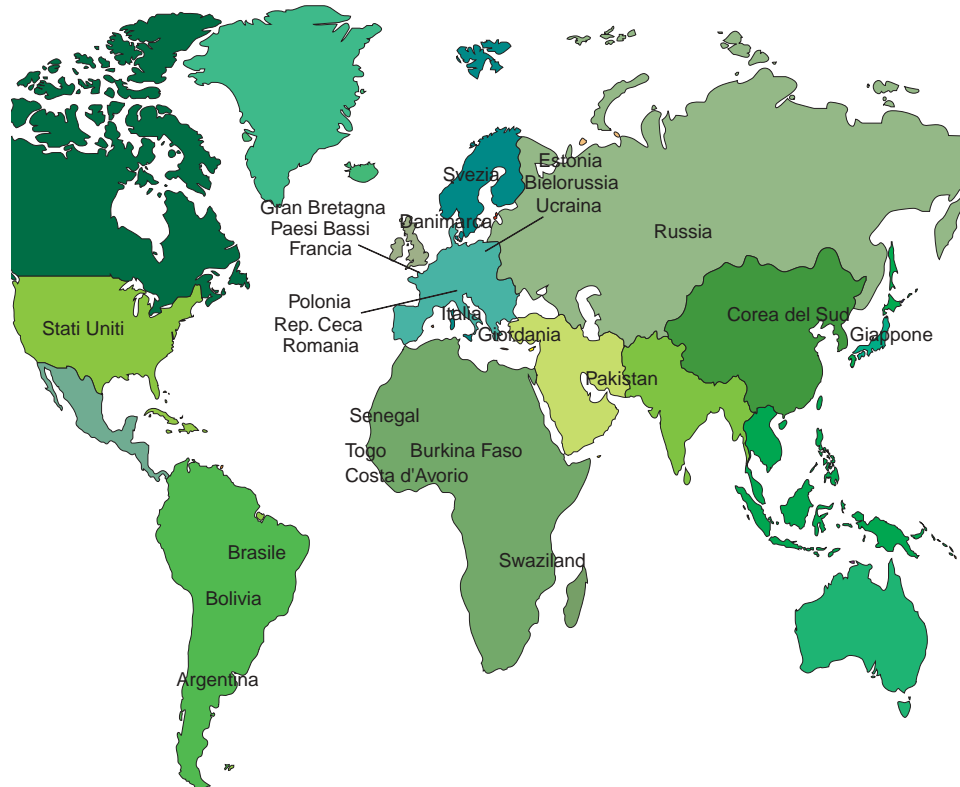 Estonia
Svezia
Bielorussia
Ucraina
Gran Bretagna
Danimarca
Paesi Bassi
Francia
Russia
Polonia
Italia
Rep. Ceca
Romania
Giordania
Stati Uniti
Corea del Sud
Giappone
Pakistan
Senegal
Togo
Burkina Faso
Costa d'Avorio
Brasile
Swaziland
Bolivia
Argentina